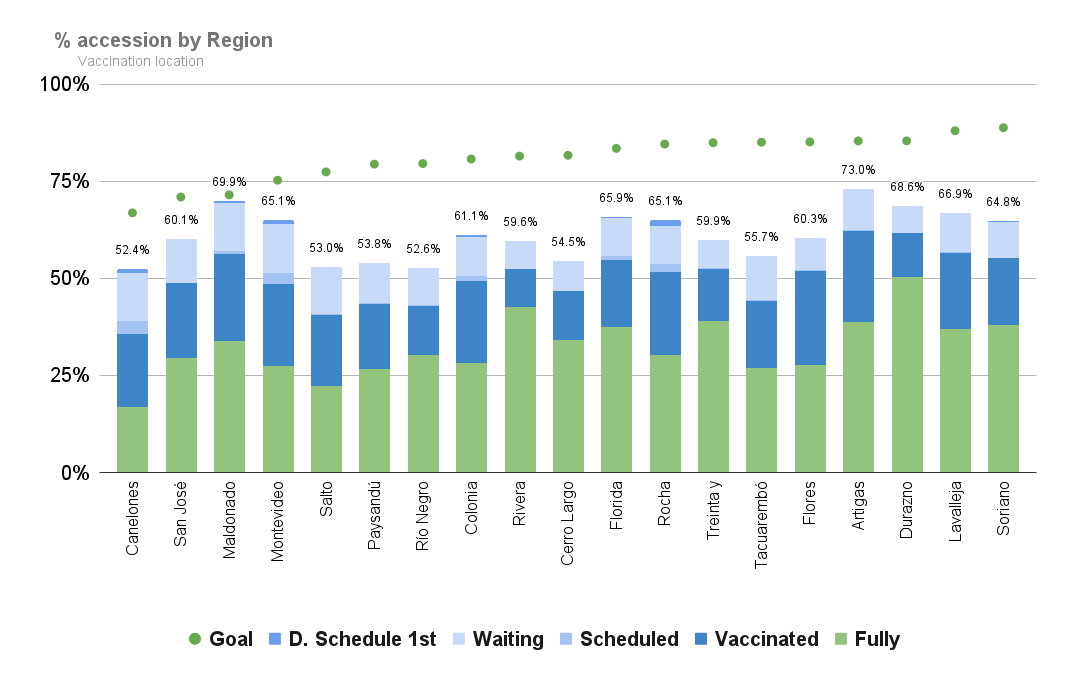 % accession by Region
Vaccination location
100%
75%
50%
25%
0%
52.4%
60.1%
69.9%
65.1%
53.0%
53.8%
52.6%
61.1%
59.6%
54.5%
65.9%
65.1%
59.9%
55.7%
60.3%
73.0%
68.6%
66.9%
64.8%
Canelones
San José
Maldonado
Montevideo
Salto
Paysandú
Río Negro
Colonia
Rivera
Cerro Largo
Florida
Rocha
Treinta y
Tacuarembó
Flores
Artigas
Durazno
Lavalleja
Soriano
Goal D. Schedule 1st Waiting Scheduled Vaccinated Fully